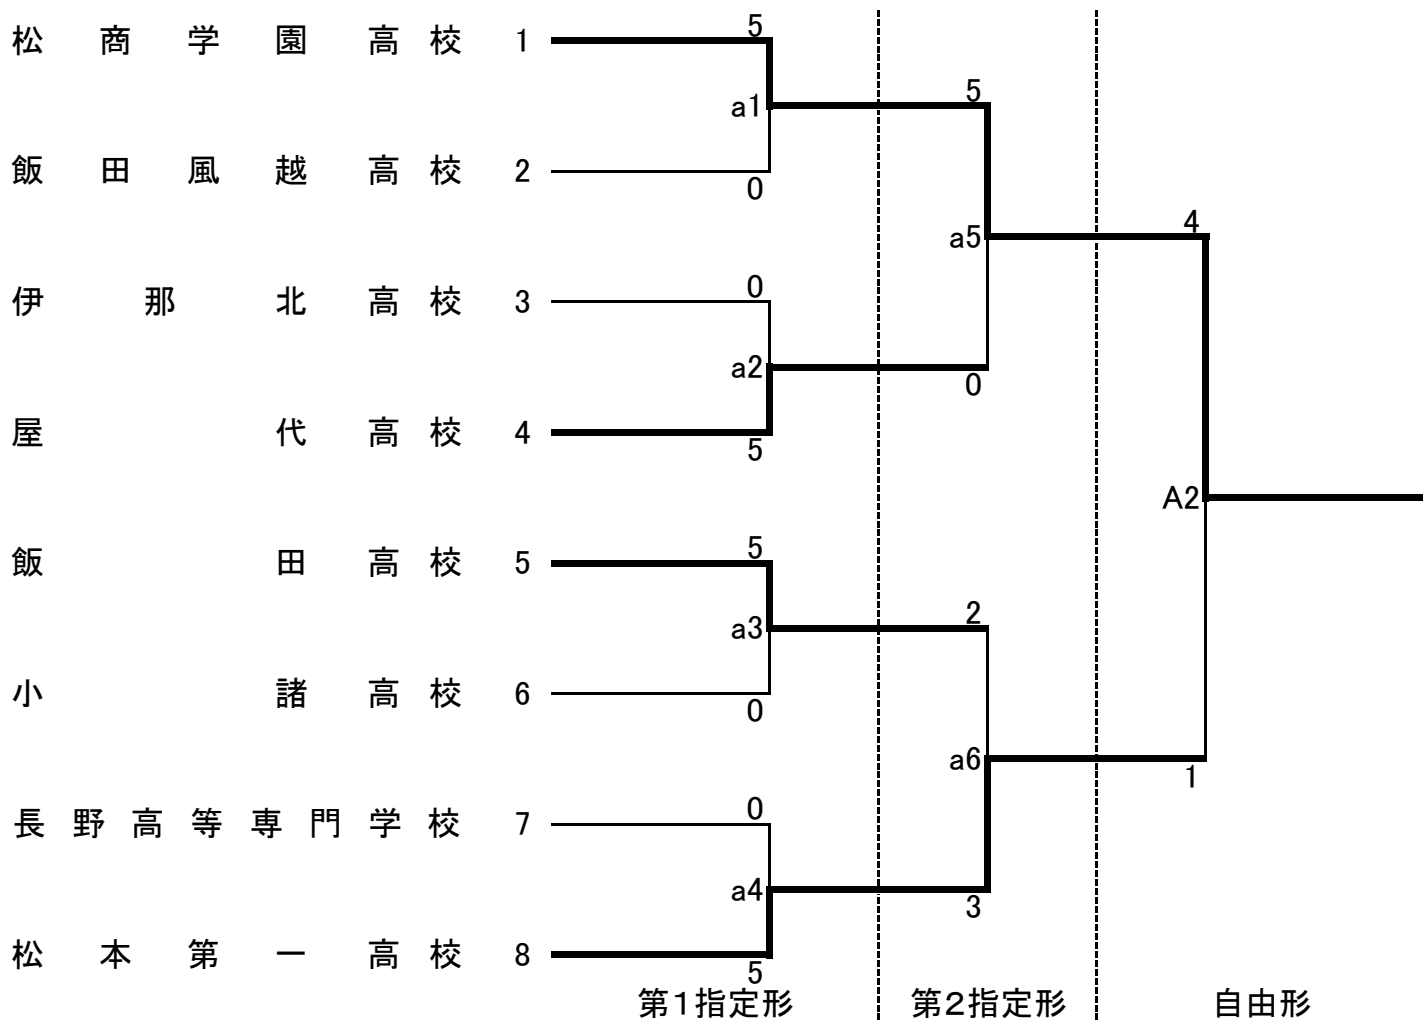 5
松商学園高校 1
a1
5
飯田風越高校 2
0
a5
4
伊那北高校 3
0
a2
0
屋代高校 4
5
A2
飯田高校 5
5
a3
2
小諸高校 6
0
a6
1
長野高等専門学校 7
0
a4
3
松本第一高校 8
5
第1指定形 第2指定形 自由形